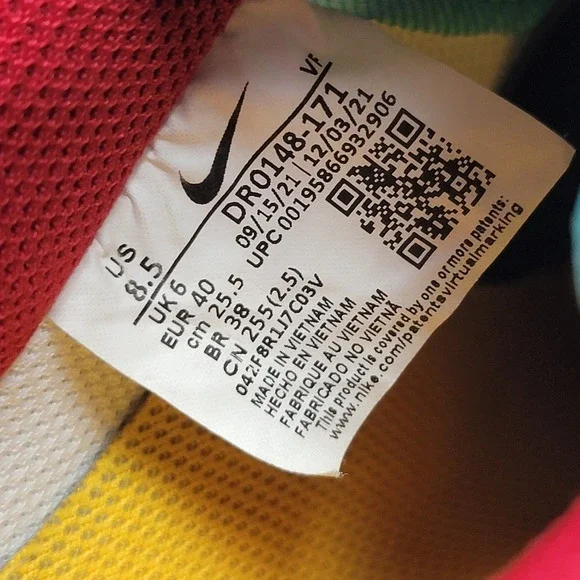 VF
DR0148-171
09/15/21 | 12/03/21
UPC 00195866932906
US
8.5
UK 6
EUR 40
cm 25.5
BR 38
CN 255(2.5)
042F8R1J7C03V
MADE IN VIETNAM
HECHO EN VIETNAM
FABRIQUE AU VIETNAM
FABRICADO NO VIETNÃ
This product is covered by one or more patents:
www.nike.com/patentsvirtualmarking